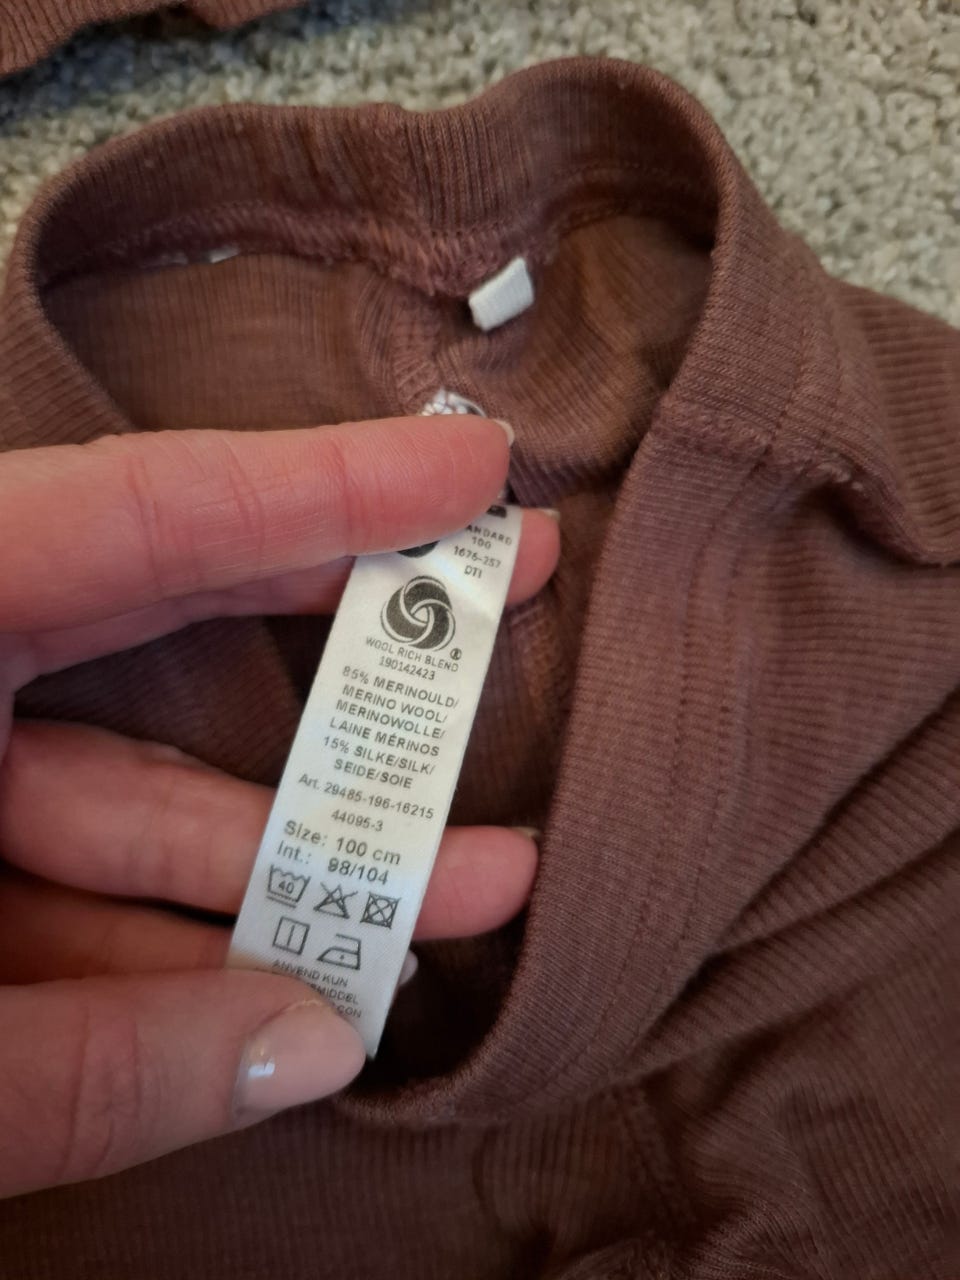 100
1676-257
DTI
WOOL RICH BLEND ®
190142423
85% MERINOULD/
MERINO WOOL/
MERINOWOLLE/
LAINE MÉRINOS
15% SILKE/SILK/
SEIDE/SOIE
Art. 29485-196-16215
44095-3
Size: 100 cm
Int.: 98/104
40
ANVEND KUN